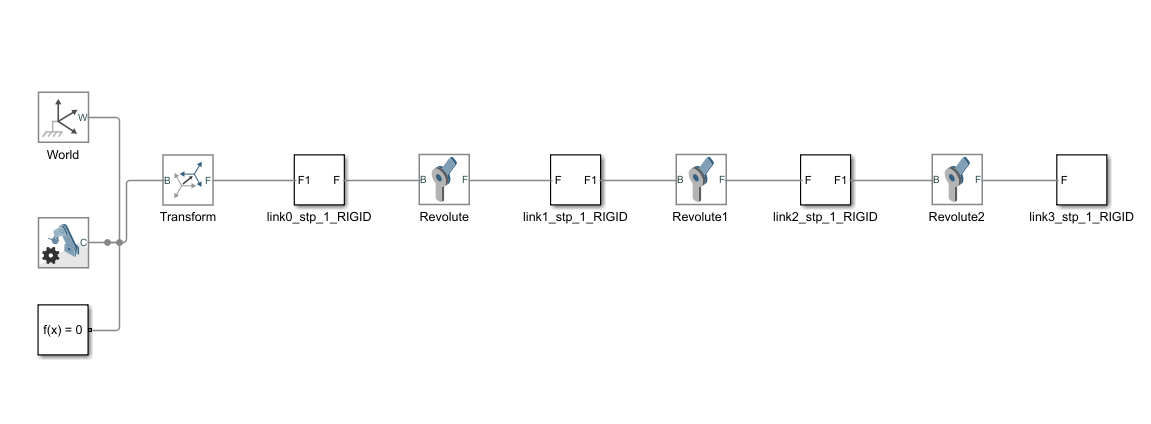 W
World
B
F
Transform
F1
F
link0_stp_1_RIGID
B
F
Revolute
F
F1
link1_stp_1_RIGID
B
F
Revolute1
F
F1
link2_stp_1_RIGID
B
F
Revolute2
F
link3_stp_1_RIGID
C
f(x) = 0